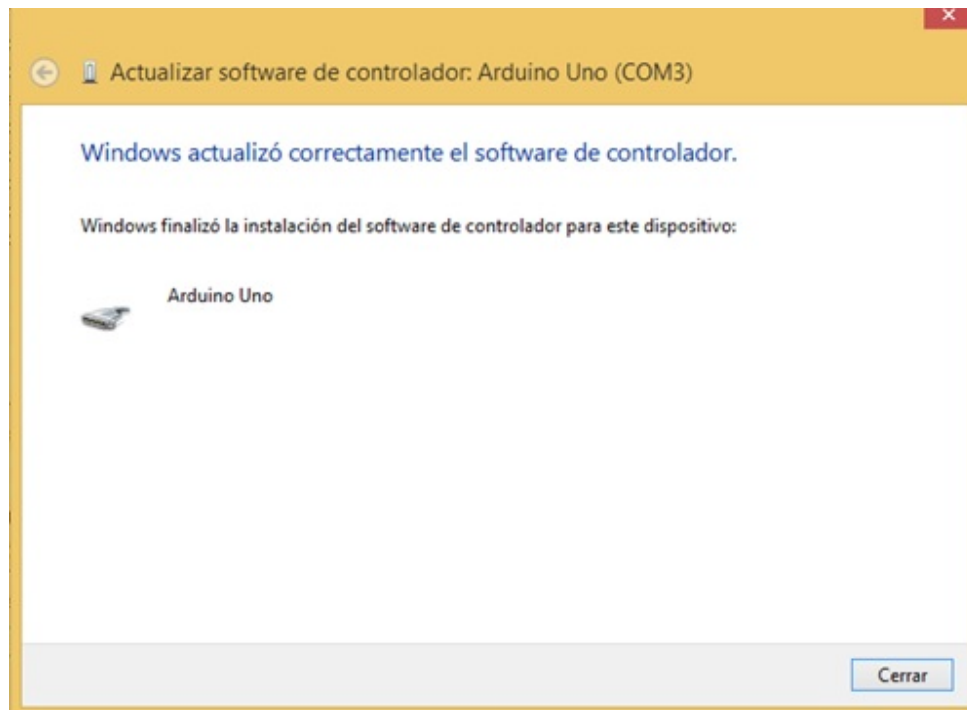 Actualizar software de controlador: Arduino Uno (COM3)
Windows actualizó correctamente el software de controlador.
Windows finalizó la instalación del software de controlador para este dispositivo:
Arduino Uno
Cerrar